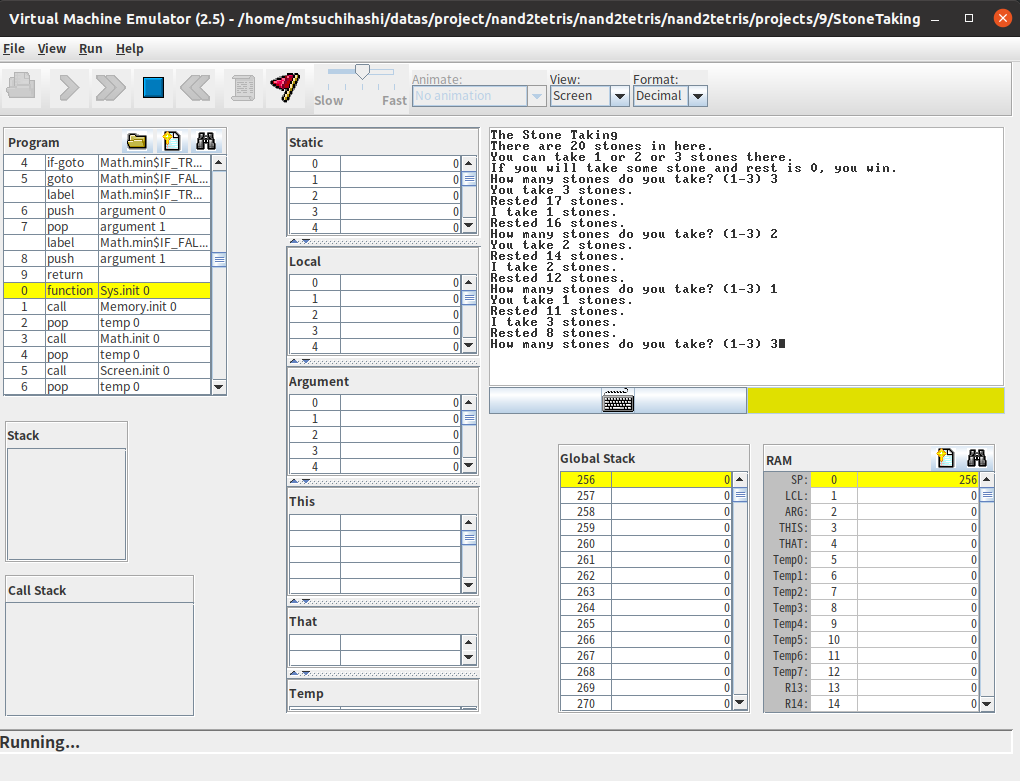 Virtual Machine Emulator (2.5) - /home/mtsuchihashi/datas/project/nand2tetris/nand2tetris/nand2tetris/projects/9/StoneTaking
File View Run Help
Slow Fast
Animate:
No animation
View:
Screen
Format:
Decimal
Program
4 if-goto Math.min$IF_TR...
5 goto Math.min$IF_FAL...
label Math.min$IF_TR...
6 push argument 0
7 pop argument 1
label Math.min$IF_FAL...
8 push argument 1
9 return
0 function Sys.init 0
1 call Memory.init 0
2 pop temp 0
3 call Math.init 0
4 pop temp 0
5 call Screen.init 0
6 pop temp 0
Stack
Call Stack
Static
0 0
1 0
2 0
3 0
4 0
Local
0 0
1 0
2 0
3 0
4 0
Argument
0 0
1 0
2 0
3 0
4 0
This
That
Temp
The Stone Taking
There are 20 stones in here.
You can take 1 or 2 or 3 stones there.
If you will take some stone and rest is 0, you win.
How many stones do you take? (1-3) 3
You take 3 stones.
Rested 17 stones.
I take 1 stones.
Rested 16 stones.
How many stones do you take? (1-3) 2
You take 2 stones.
Rested 14 stones.
I take 2 stones.
Rested 12 stones.
How many stones do you take? (1-3) 1
You take 1 stones.
Rested 11 stones.
I take 3 stones.
Rested 8 stones.
How many stones do you take? (1-3) 3
Global Stack
256 0
257 0
258 0
259 0
260 0
261 0
262 0
263 0
264 0
265 0
266 0
267 0
268 0
269 0
270 0
RAM
SP: 0 256
LCL: 1 0
ARG: 2 0
THIS: 3 0
THAT: 4 0
Temp0: 5 0
Temp1: 6 0
Temp2: 7 0
Temp3: 8 0
Temp4: 9 0
Temp5: 10 0
Temp6: 11 0
Temp7: 12 0
R13: 13 0
R14: 14 0
Running...